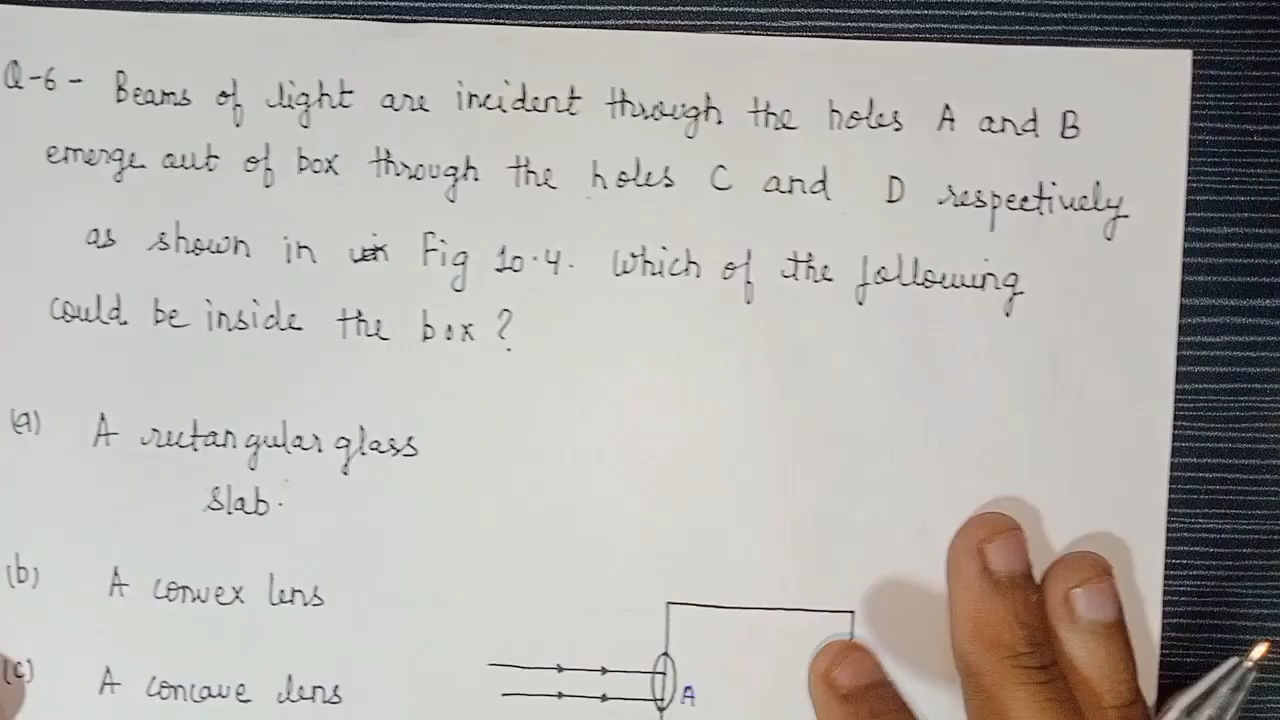 Q-6 - Beams of light are incident through the holes A and B
emerge out of box through the holes C and D respectively
as shown in Fig 10.4. Which of the following
could be inside the box?
(a) A rectangular glass
slab.
(b) A convex lens
(c) A concave lens
A